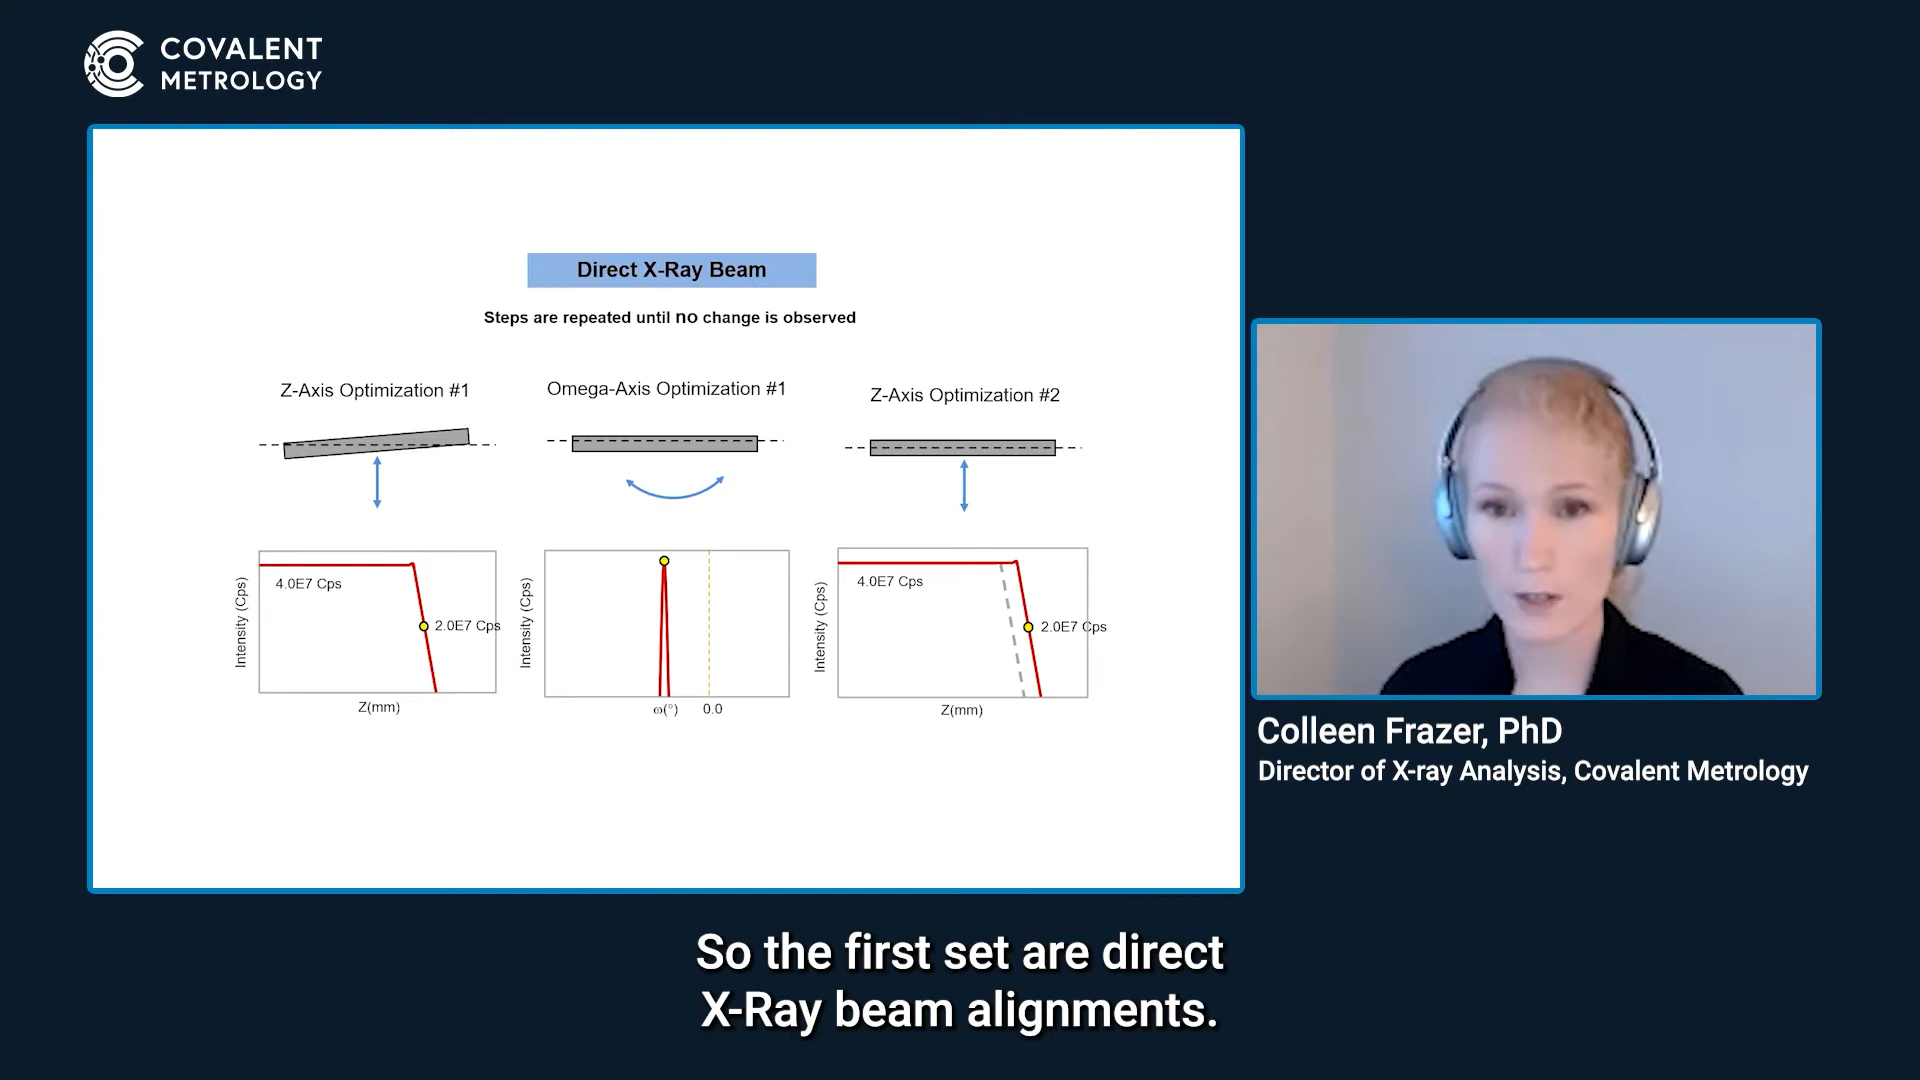 COVALENT
METROLOGY
Direct X-Ray Beam
Steps are repeated until no change is observed
Z-Axis Optimization #1
Omega-Axis Optimization #1
Z-Axis Optimization #2
Intensity (Cps)
4.0E7 Cps
2.0E7 Cps
Z(mm)
Intensity (Cps)
ω(°)
0.0
Intensity (Cps)
4.0E7 Cps
2.0E7 Cps
Z(mm)
Colleen Frazer, PhD
Director of X-ray Analysis, Covalent Metrology
So the first set are direct
X-Ray beam alignments.